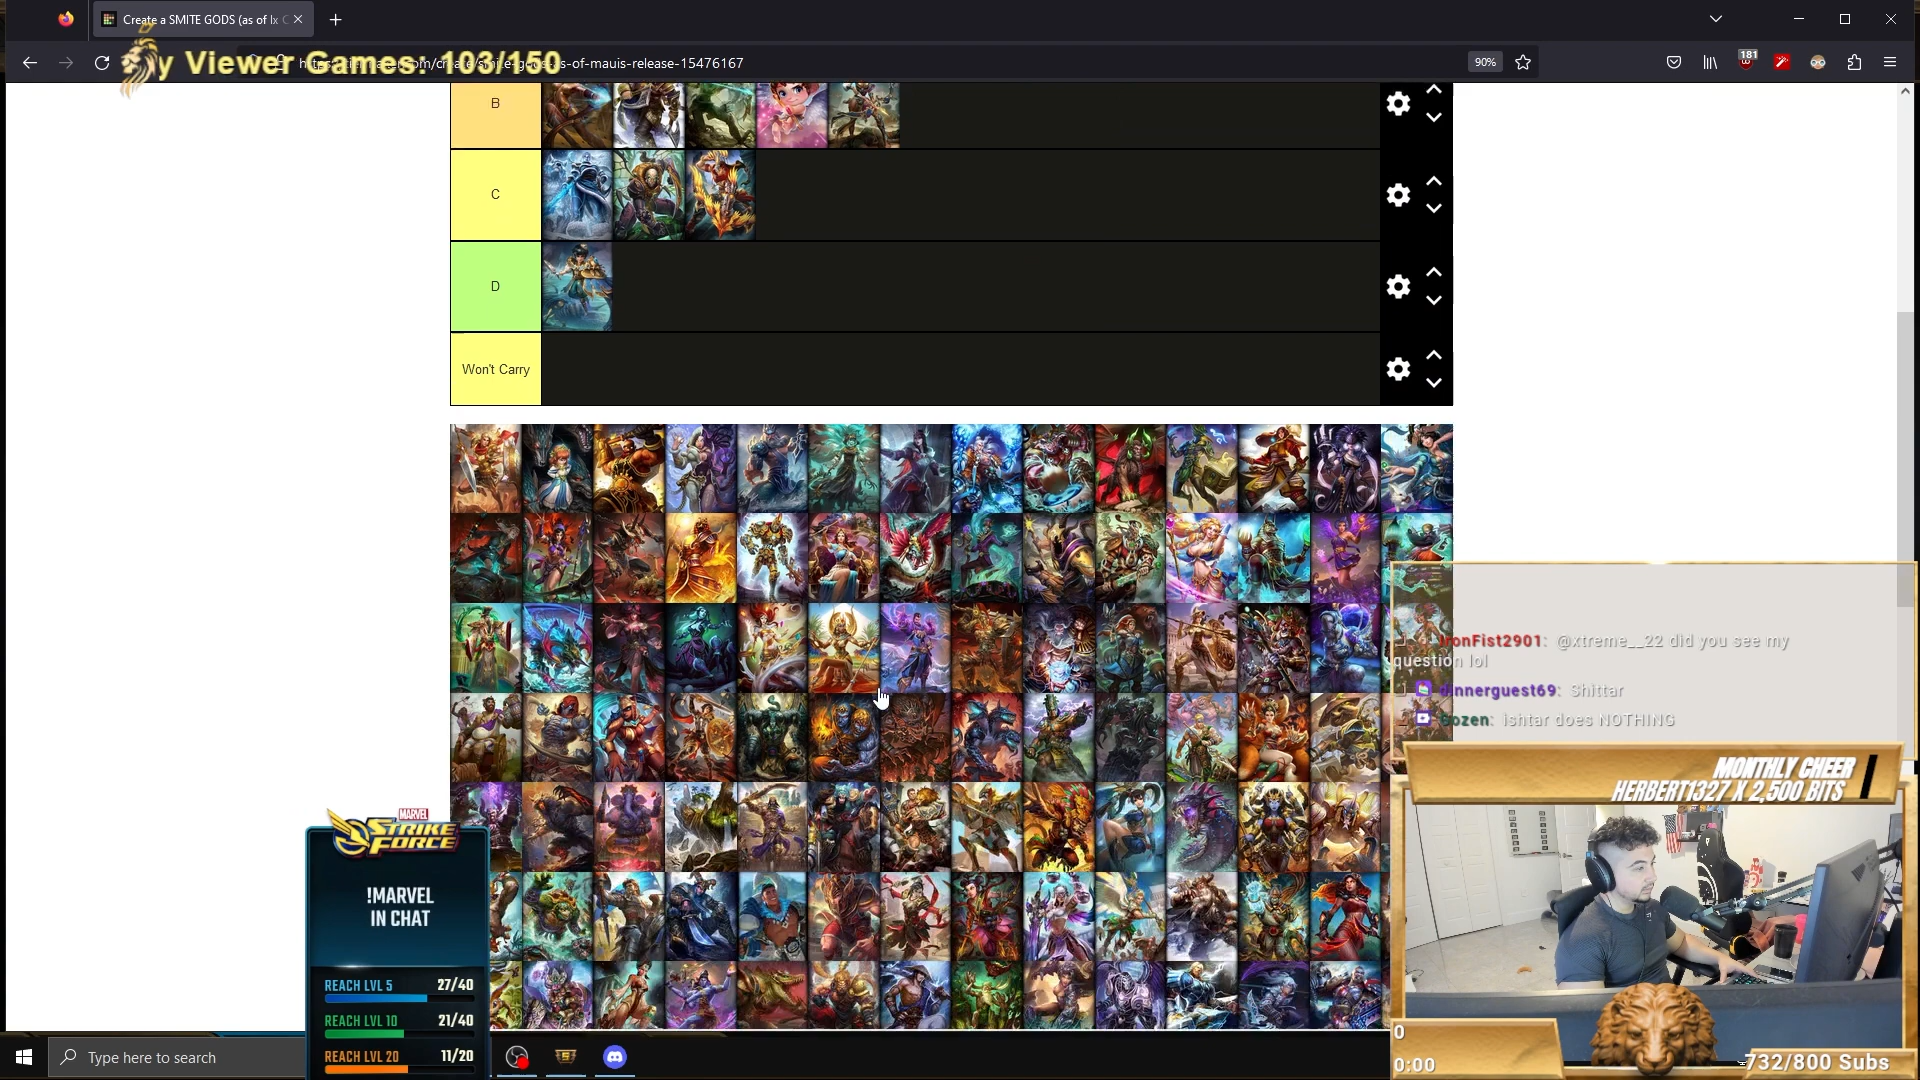 Create a SMITE GODS (as of Ix C
y Viewer Games: 103/150
as-of-mauis-release-15476167
90%
181
B
C
D
Won't Carry
IronFist2901: @xtreme__22 did you see my
question lol
dinnerguest69: Shittar
Gozen: ishtar does NOTHING
MONTHLY CHEER
HERBERT1327 X 2,500 BITS
MARVEL
STRIKE
FORCE
!MARVEL
IN CHAT
REACH LVL 5 27/40
REACH LVL 10 21/40
REACH LVL 20 11/20
Type here to search
0
0:00
732/800 Subs